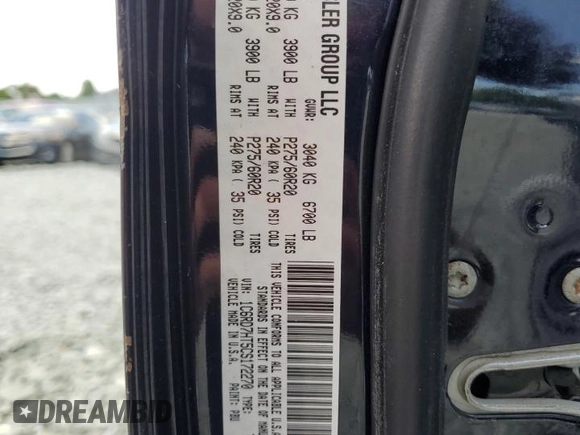 LER GROUP LLC
GVWR: 3040 KG 6700 LB
KG 3900 LB WITH P275/60R20 TIRES
20X9.0 RIMS AT 240 KPA ( 35 PSI) COLD
KG 3900 LB WITH P275/60R20 TIRES
20X9.0 RIMS AT 240 KPA ( 35 PSI) COLD
THIS VEHICLE CONFORMS TO ALL APPLICABLE
STANDARDS IN EFFECT ON THE DATE OF MANU
U.S.A.
VIN: 1C6RD7HT5CS172270 TYPE:
VEHICLE MADE IN U.S.A. PAINT: PBU
DREAMBID